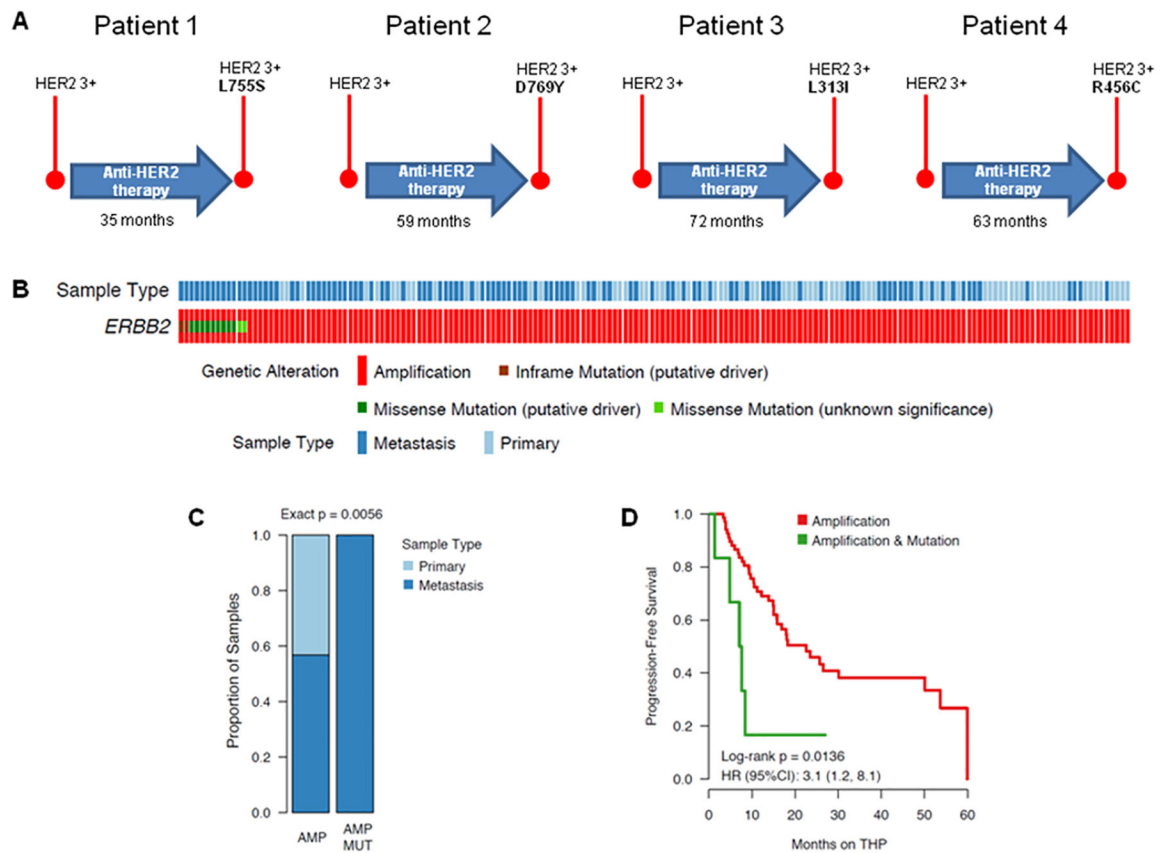 A
Patient 1
Patient 2
Patient 3
Patient 4
HER2 3+
HER2 3+
L755S
HER2 3+
HER2 3+
D769Y
HER2 3+
HER2 3+
L313I
HER2 3+
HER2 3+
R456C
Anti-HER2
therapy
Anti-HER2
therapy
Anti-HER2
therapy
Anti-HER2
therapy
35 months
59 months
72 months
63 months
B
Sample Type
ERBB2
Genetic Alteration
Amplification
Inframe Mutation (putative driver)
Missense Mutation (putative driver)
Missense Mutation (unknown significance)
Sample Type
Metastasis
Primary
C
Exact p = 0.0056
Sample Type
Primary
Metastasis
Proportion of Samples
1.0
0.8
0.6
0.4
0.2
0.0
AMP
AMP
MUT
D
Amplification
Amplification & Mutation
Progression-Free Survival
1.0
0.8
0.6
0.4
0.2
0.0
Log-rank p = 0.0136
HR (95%CI): 3.1 (1.2, 8.1)
0 10 20 30 40 50 60
Months on THP